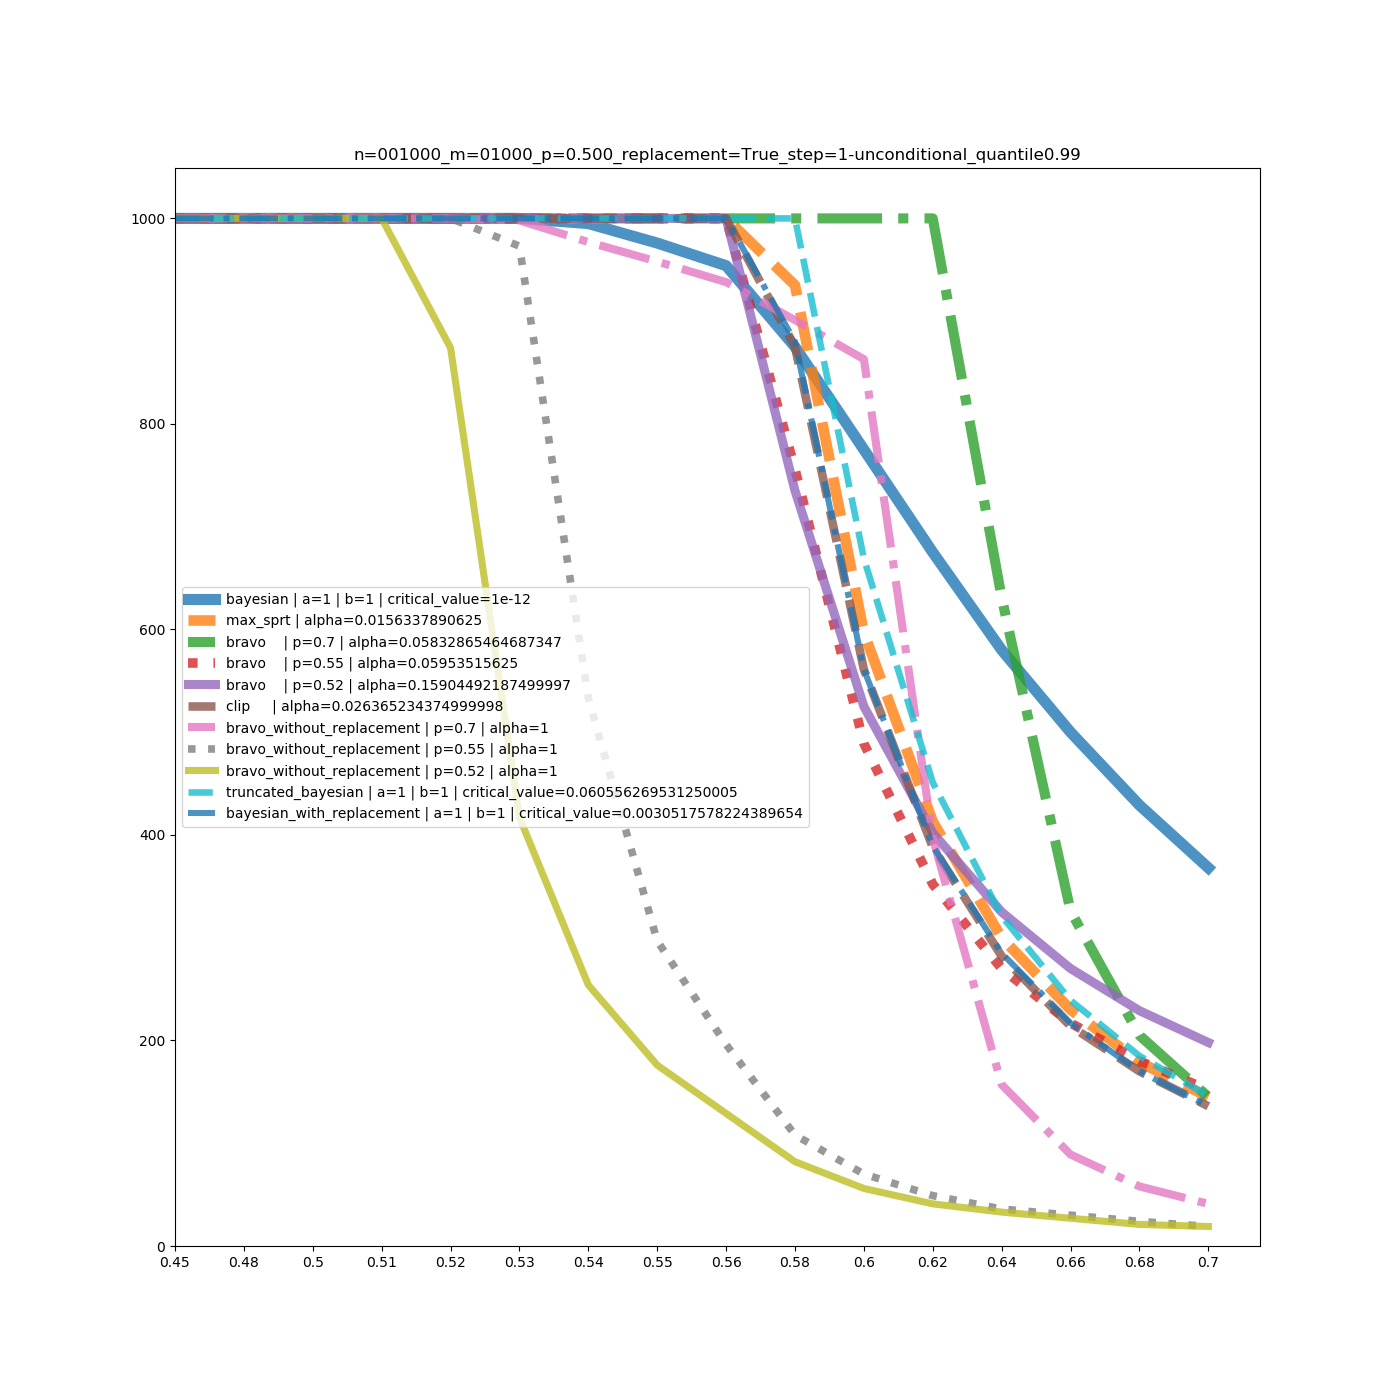 n=001000_m=01000_p=0.500_replacement=True_step=1-unconditional_quantile0.99
1000
800
600
400
200
0
bayesian | a=1 | b=1 | critical_value=1e-12
max_sprt | alpha=0.0156337890625
bravo | p=0.7 | alpha=0.05832865464687347
bravo | p=0.55 | alpha=0.05953515625
bravo | p=0.52 | alpha=0.15904492187499997
clip | alpha=0.026365234374999998
bravo_without_replacement | p=0.7 | alpha=1
bravo_without_replacement | p=0.55 | alpha=1
bravo_without_replacement | p=0.52 | alpha=1
truncated_bayesian | a=1 | b=1 | critical_value=0.060556269531250005
bayesian_with_replacement | a=1 | b=1 | critical_value=0.0030517578224389654
0.45 0.48 0.5 0.51 0.52 0.53 0.54 0.55 0.56 0.58 0.6 0.62 0.64 0.66 0.68 0.7